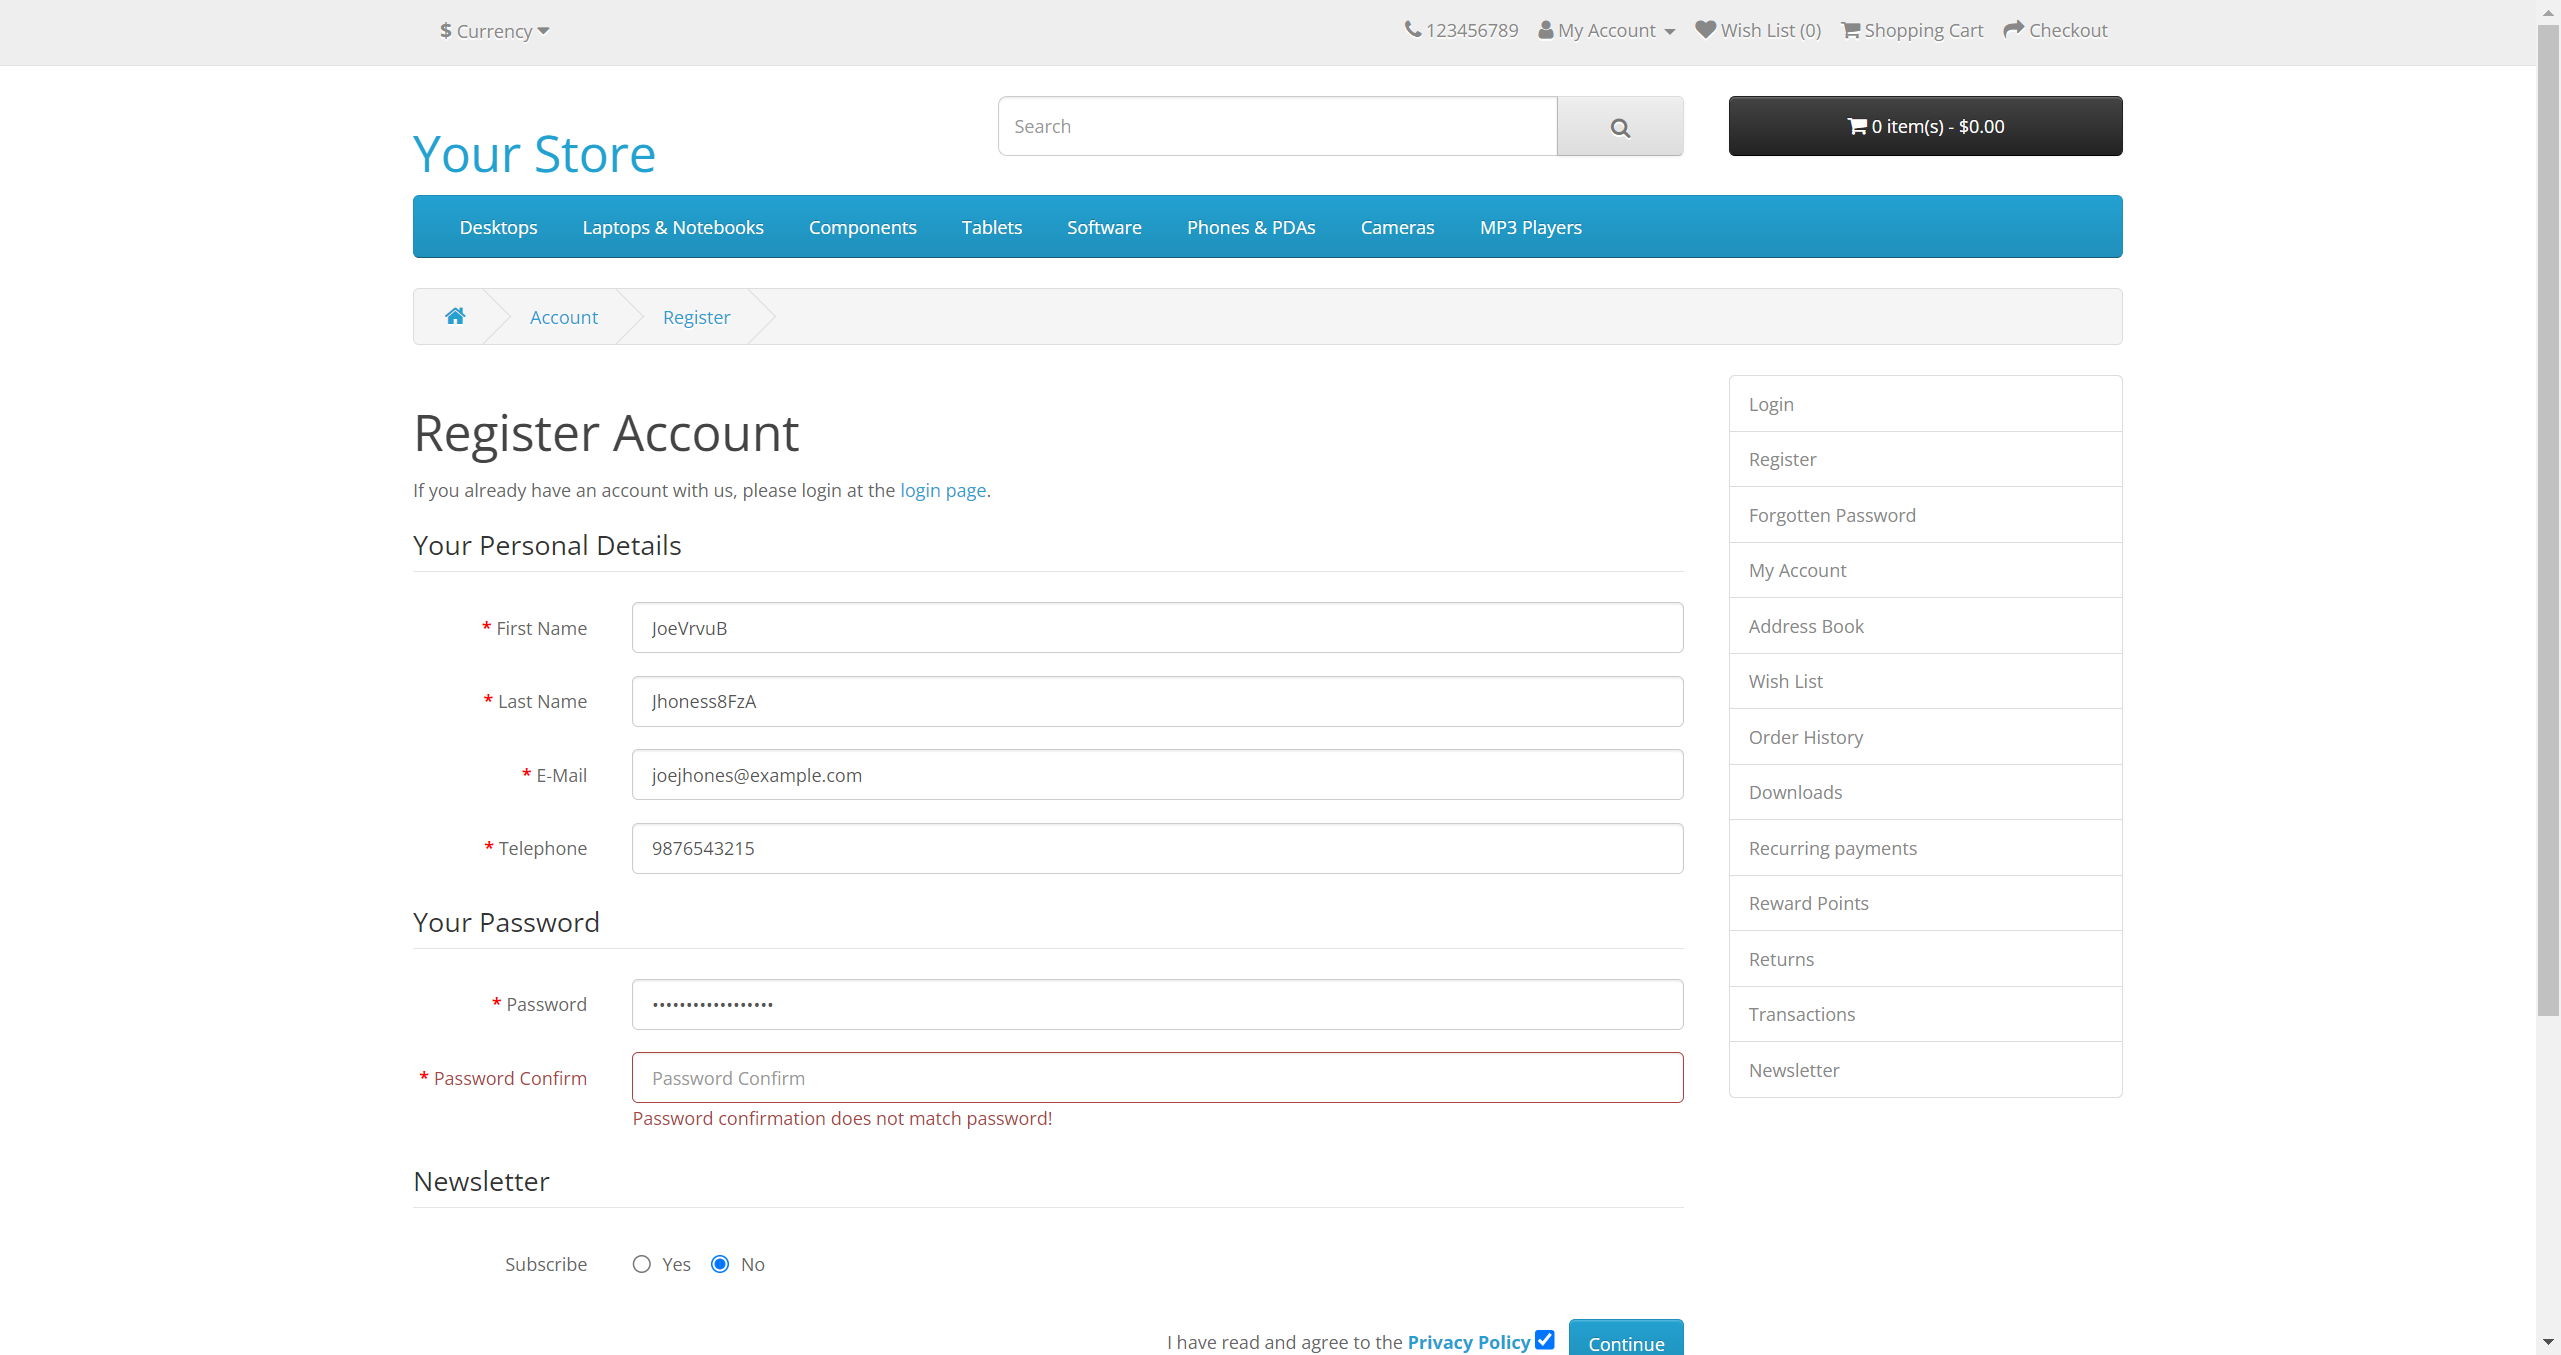 $ Currency
123456789 My Account Wish List (0) Shopping Cart Checkout
Your Store
Search
0 item(s) - $0.00
Desktops Laptops & Notebooks Components Tablets Software Phones & PDAs Cameras MP3 Players
Account Register
Register Account
If you already have an account with us, please login at the login page.
Your Personal Details
* First Name JoeVrvuB
* Last Name Jhoness8FzA
* E-Mail joejhones@example.com
* Telephone 9876543215
Your Password
* Password ••••••••••••••••••
* Password Confirm Password Confirm
Password confirmation does not match password!
Newsletter
Subscribe Yes No
I have read and agree to the Privacy Policy Continue
Login
Register
Forgotten Password
My Account
Address Book
Wish List
Order History
Downloads
Recurring payments
Reward Points
Returns
Transactions
Newsletter